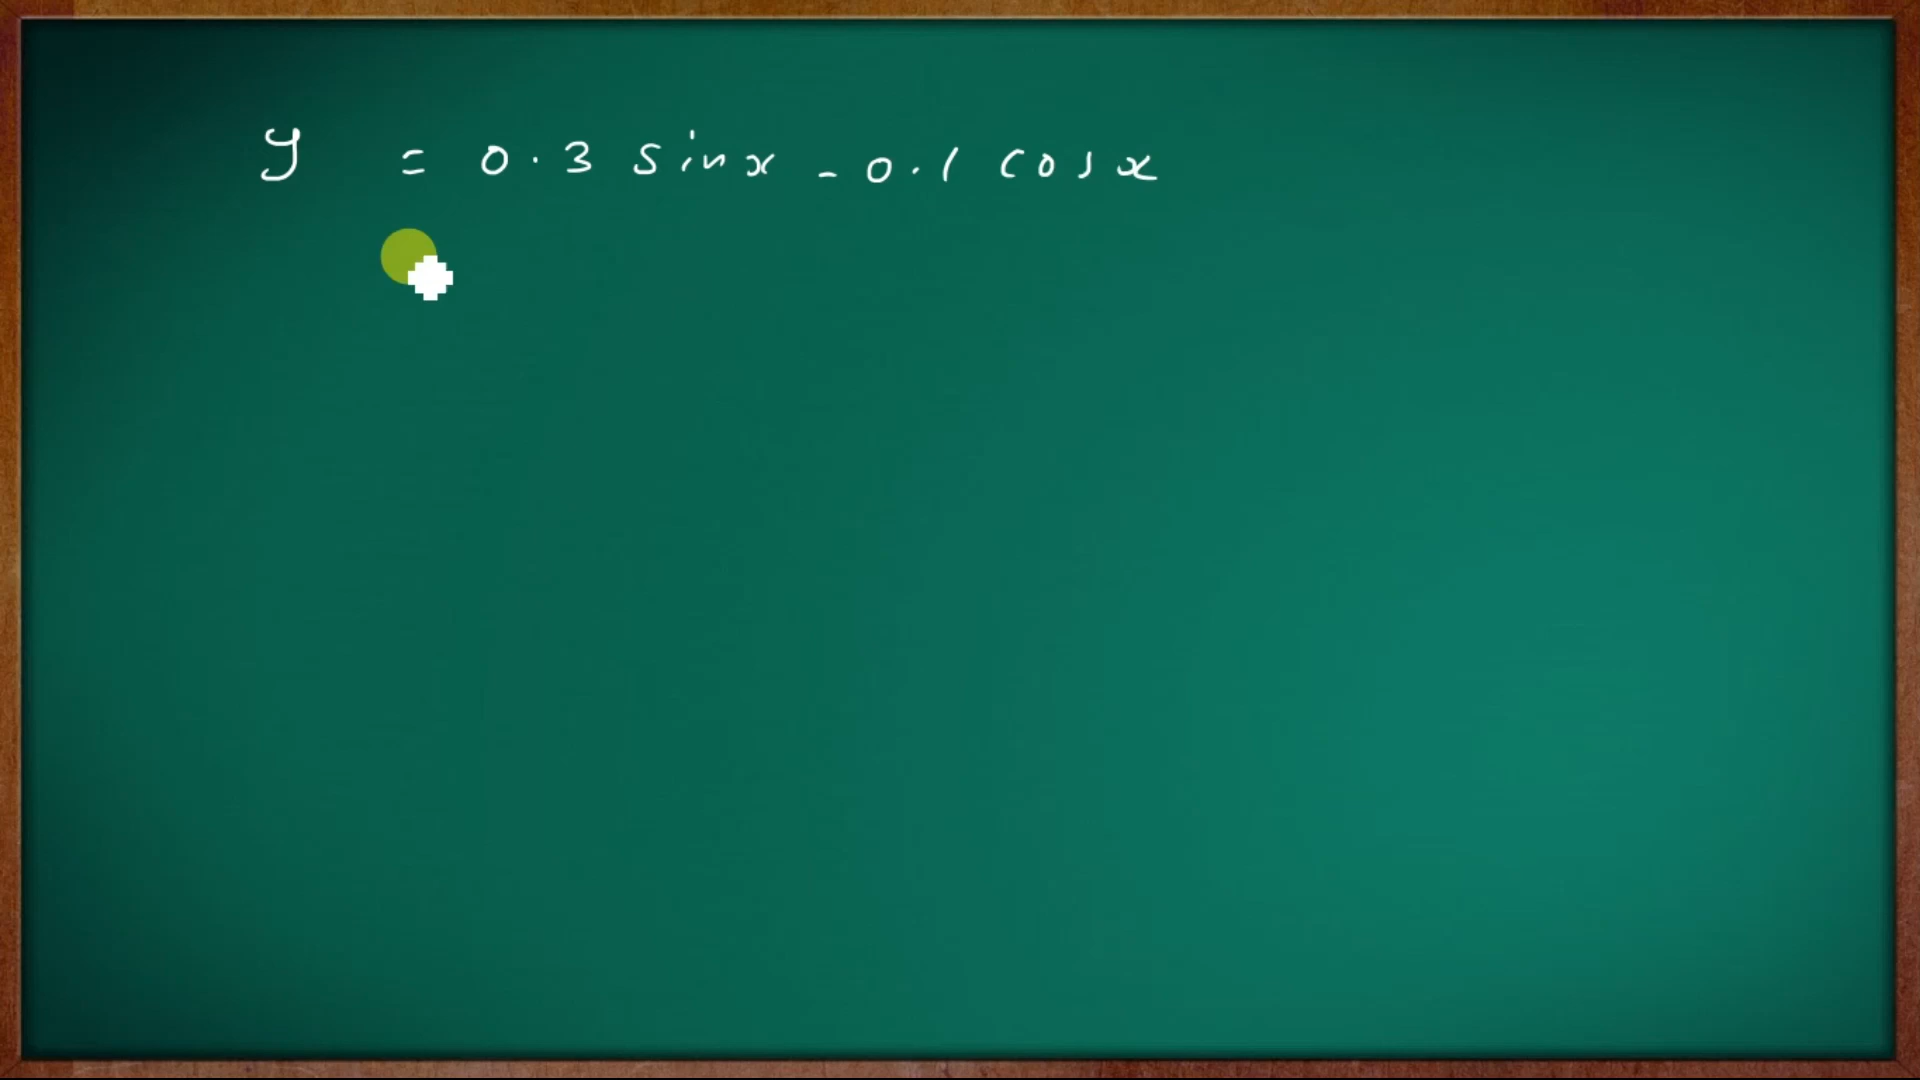 y = 0.3 sinx - 0.1 cosx